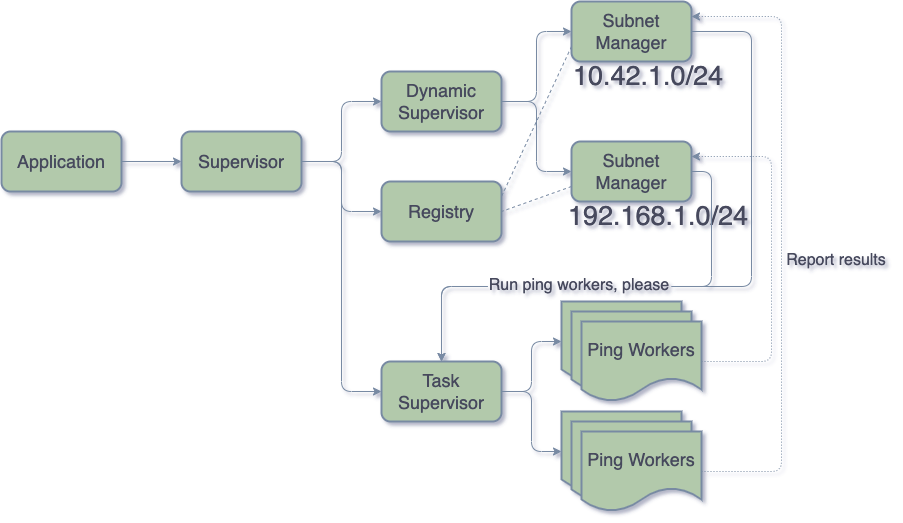 Subnet
Manager
10.42.1.0/24
Dynamic
Supervisor
Application
Supervisor
Subnet
Manager
192.168.1.0/24
Registry
Report results
Run ping workers, please
Ping Workers
Task
Supervisor
Ping Workers